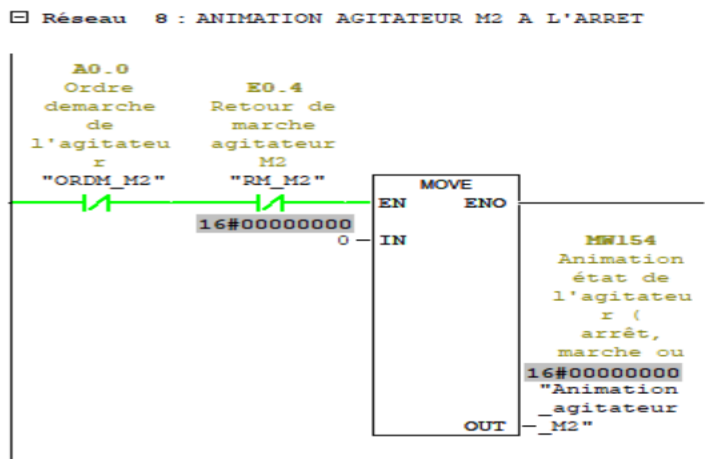 Réseau 8 : ANIMATION AGITATEUR M2 A L'ARRET
A0.0
Ordre
demarche
de
l'agitateu
r
"ORDM_M2"
E0.4
Retour de
marche
agitateur
M2
"RM_M2"
MOVE
EN ENO
16#00000000
0 IN
MW154
Animation
état de
l'agitateu
r (
arrêt,
marche ou
16#00000000
"Animation
_agitateur
OUT _M2"